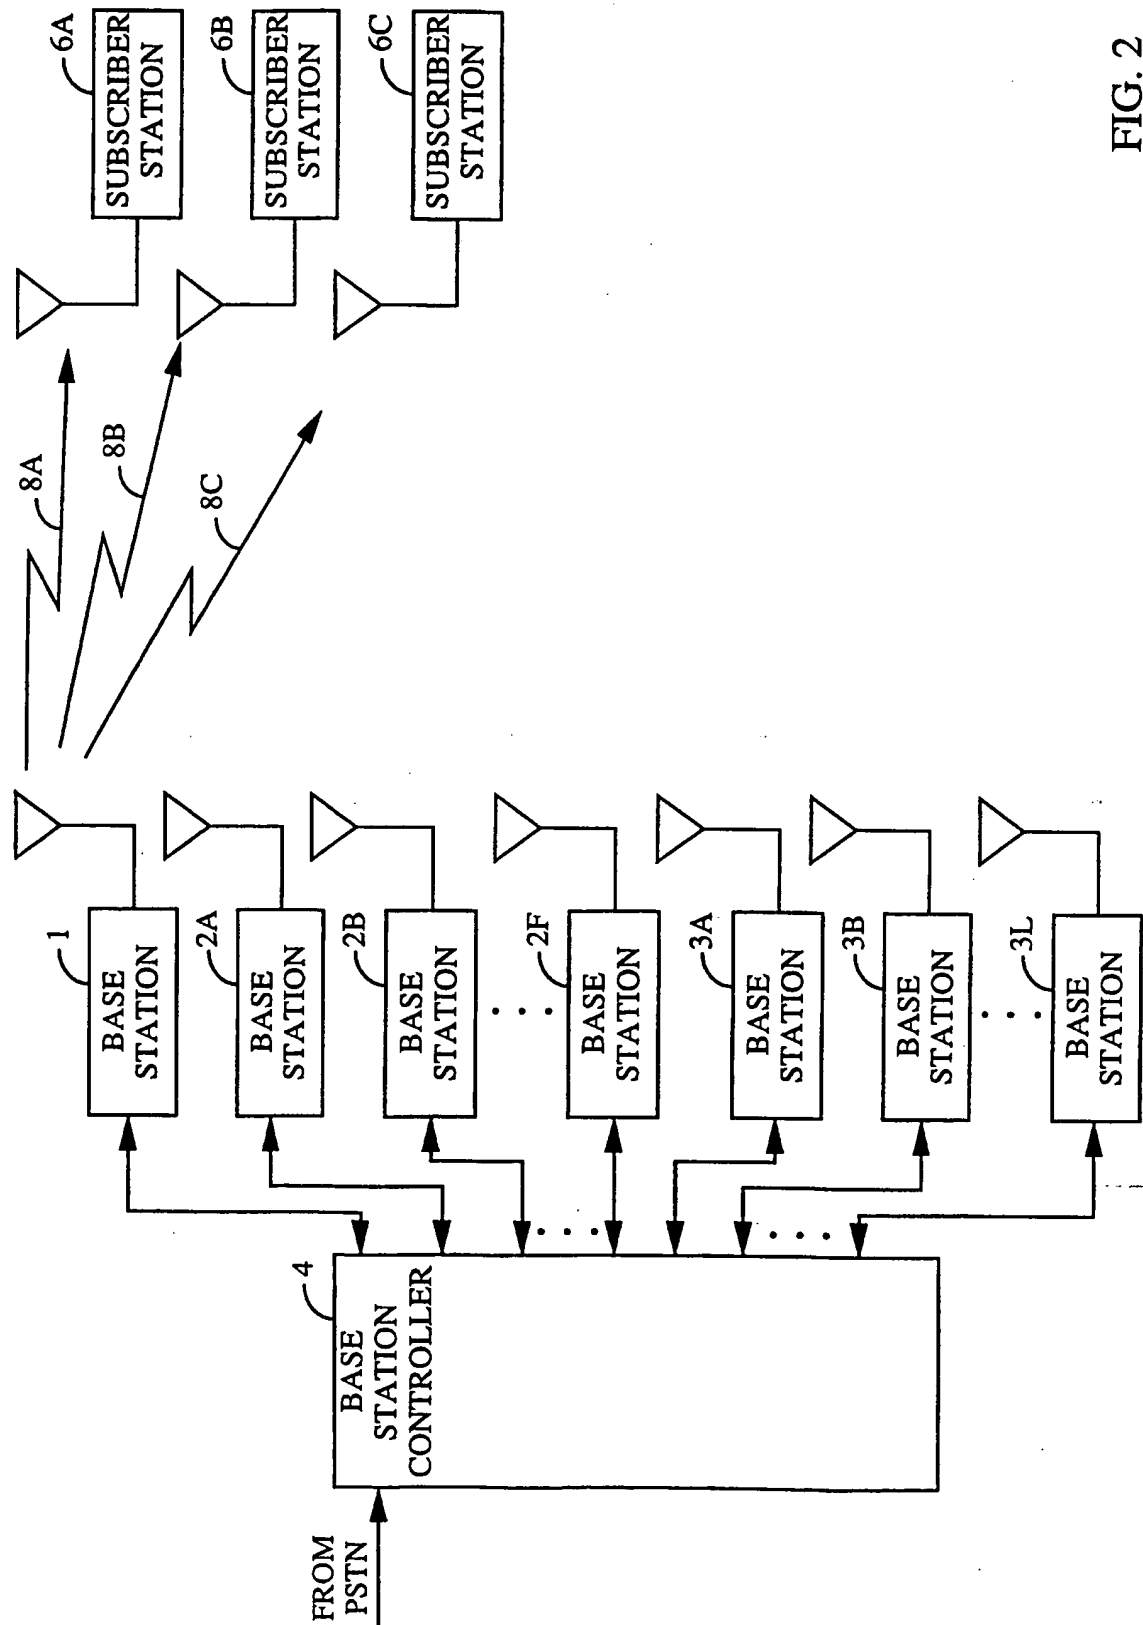 FROM
PSTN
4
BASE
STATION
CONTROLLER
1
BASE
STATION
2A
BASE
STATION
2B
BASE
STATION
2F
BASE
STATION
3A
BASE
STATION
3B
BASE
STATION
3L
BASE
STATION
8A
8B
8C
6A
SUBSCRIBER
STATION
6B
SUBSCRIBER
STATION
6C
SUBSCRIBER
STATION
FIG. 2